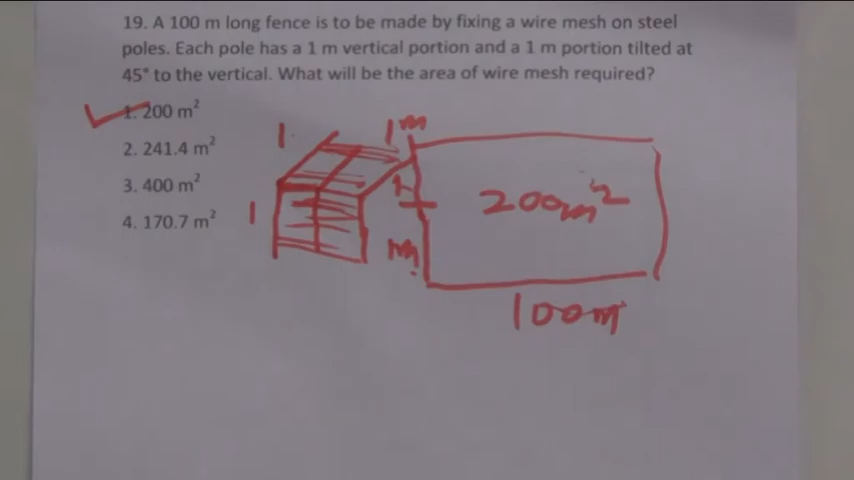 19. A 100 m long fence is to be made by fixing a wire mesh on steel
poles. Each pole has a 1 m vertical portion and a 1 m portion tilted at
45° to the vertical. What will be the area of wire mesh required?
1. 200 m²
2. 241.4 m²
3. 400 m²
4. 170.7 m²
1
1m
1
200m²
100m